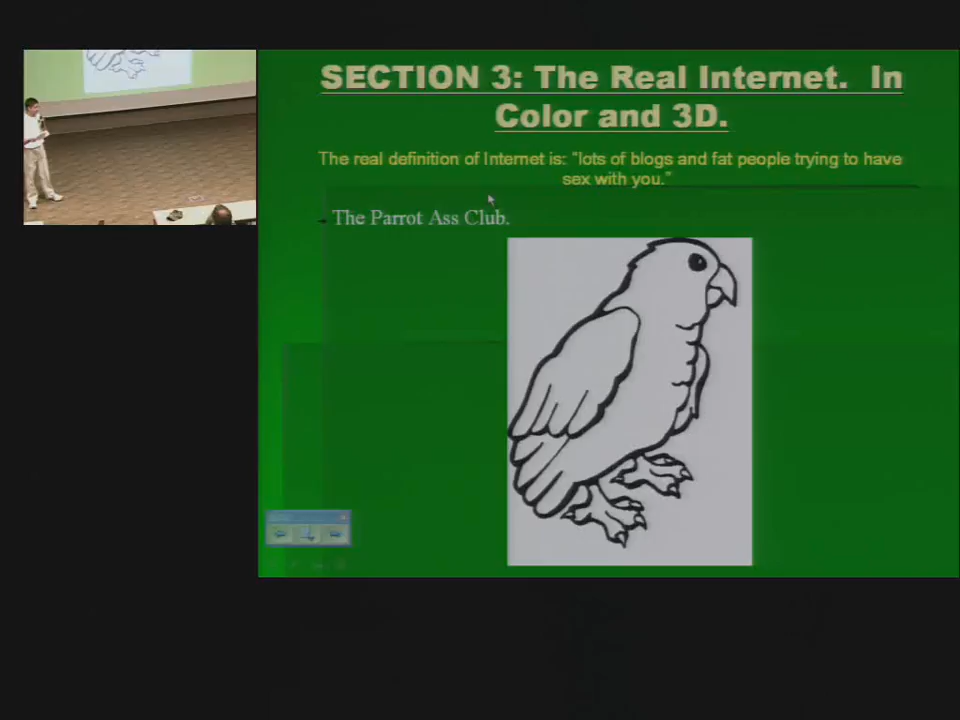 SECTION 3: The Real Internet. In
Color and 3D.
The real definition of Internet is: "lots of blogs and fat people trying to have
sex with you."
- The Parrot Ass Club.